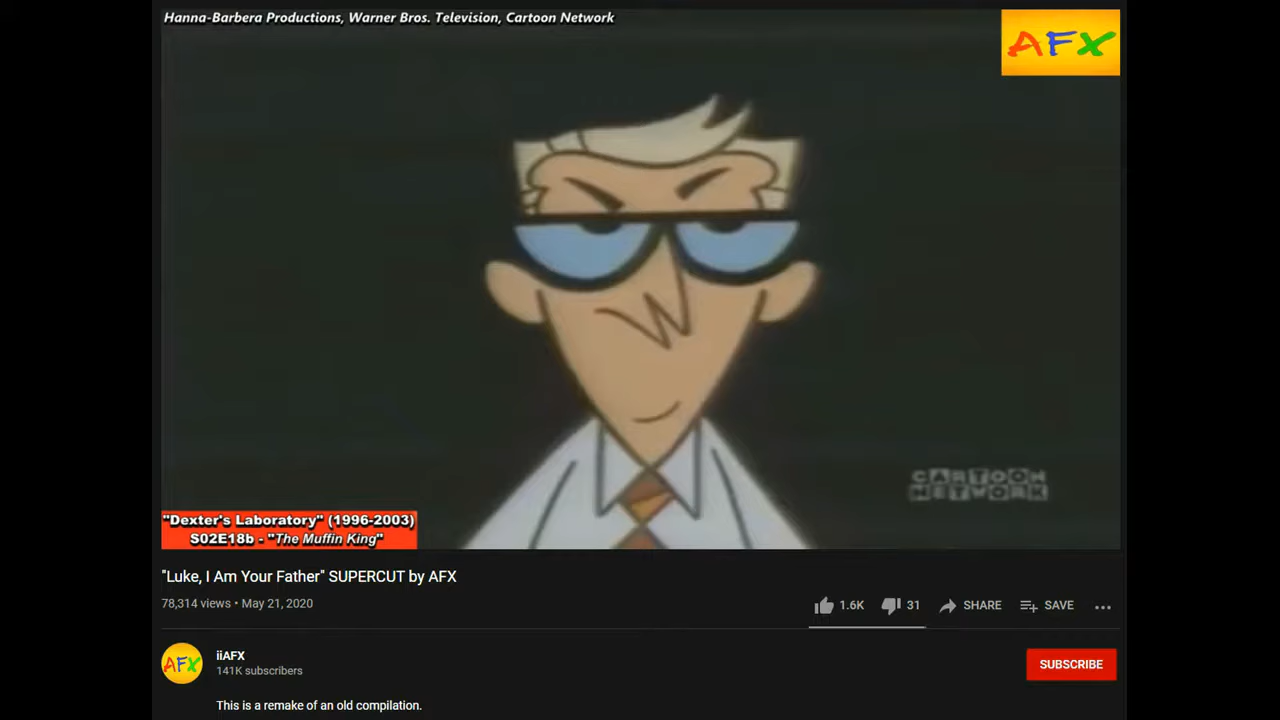 Hanna-Barbera Productions, Warner Bros. Television, Cartoon Network
AFX
CARTOON
NETWORK
"Dexter's Laboratory" (1996-2003)
S02E18b - "The Muffin King"
"Luke, I Am Your Father" SUPERCUT by AFX
78,314 views • May 21, 2020
1.6K 31 SHARE SAVE
AFX
iiAFX
141K subscribers
SUBSCRIBE
This is a remake of an old compilation.